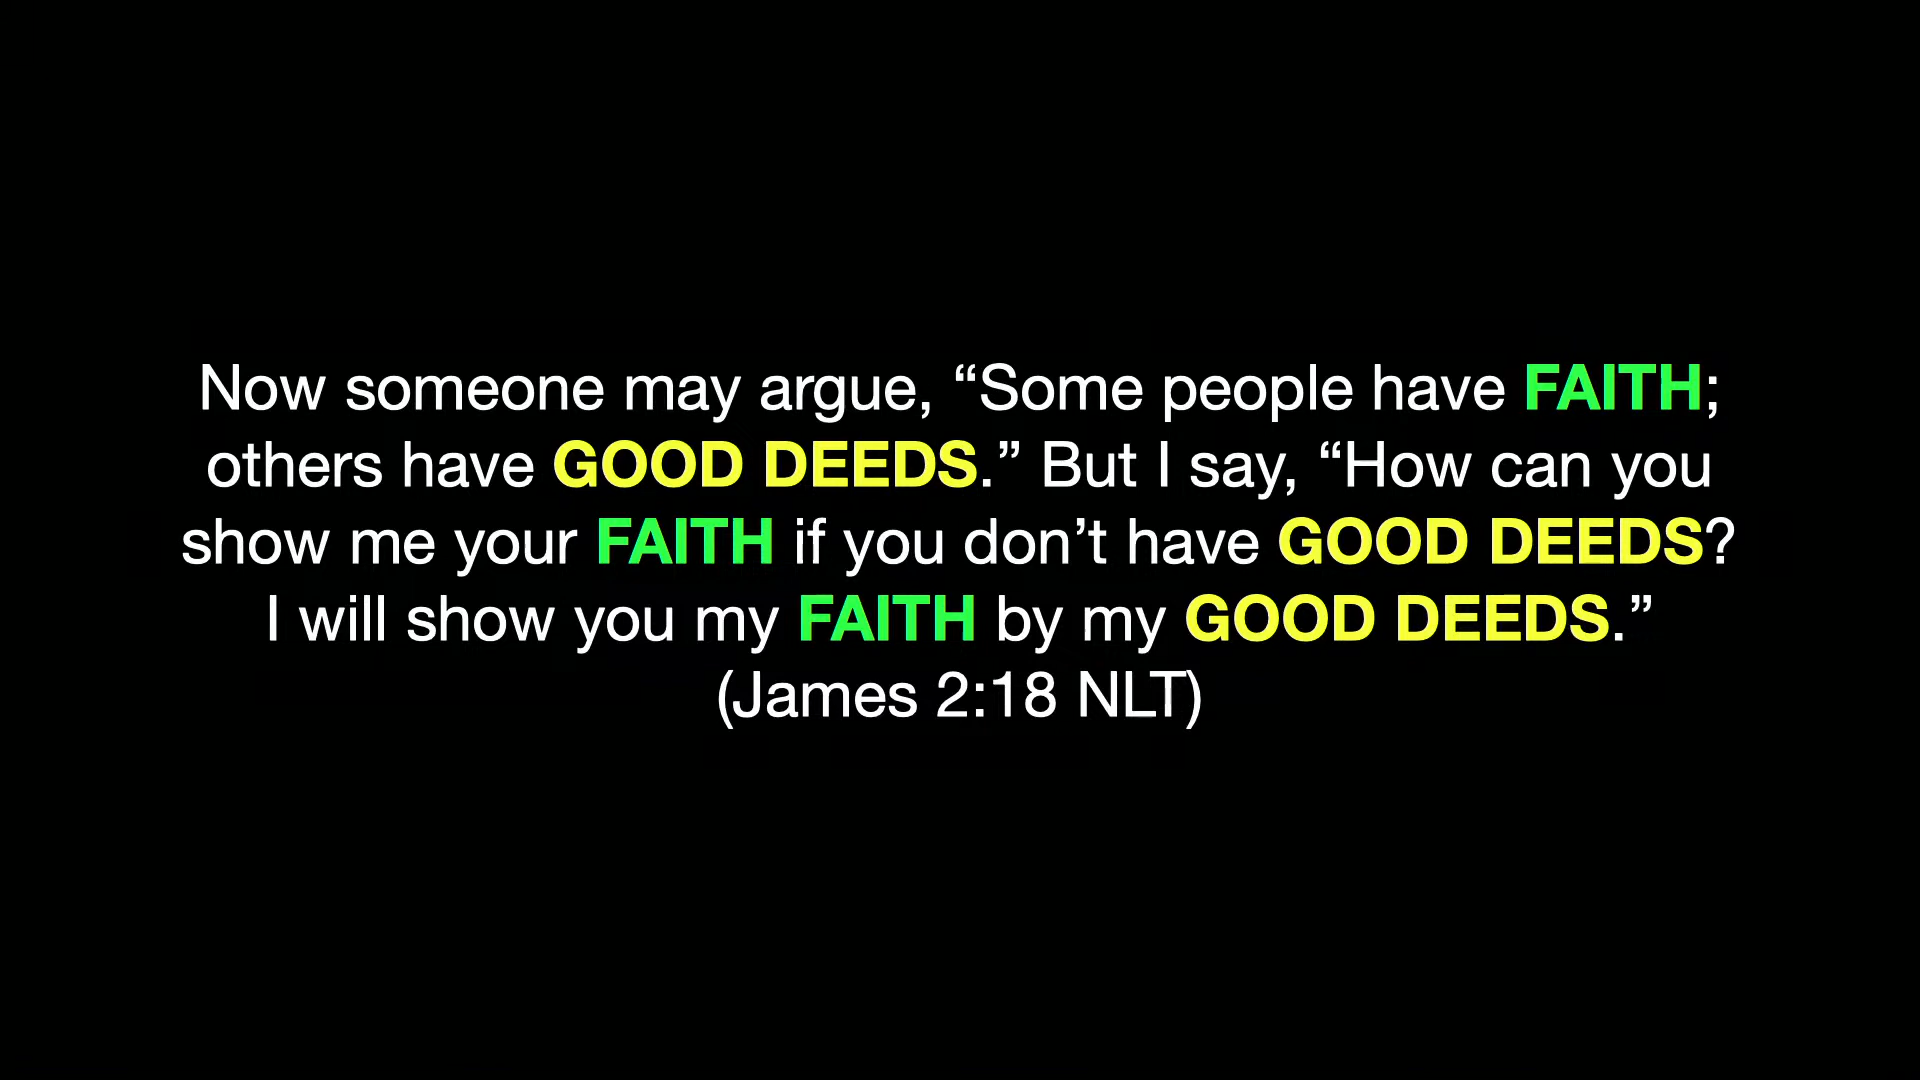 Now someone may argue, “Some people have FAITH;
others have GOOD DEEDS.” But I say, “How can you
show me your FAITH if you don’t have GOOD DEEDS?
I will show you my FAITH by my GOOD DEEDS.”
(James 2:18 NLT)